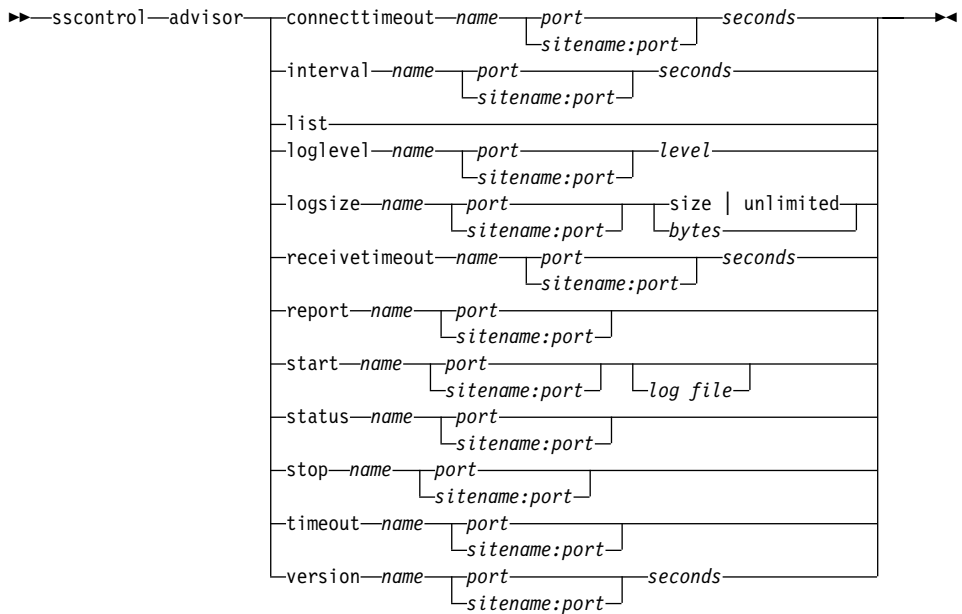 sscontrol advisor connecttimeout name port seconds
sitename:port
interval name port seconds
sitename:port
list
loglevel name port level
sitename:port
logsize name port size | unlimited
sitename:port bytes
receivetimeout name port seconds
sitename:port
report name port
sitename:port
start name port
sitename:port log file
status name port
sitename:port
stop name port
sitename:port
timeout name port
sitename:port
version name port seconds
sitename:port